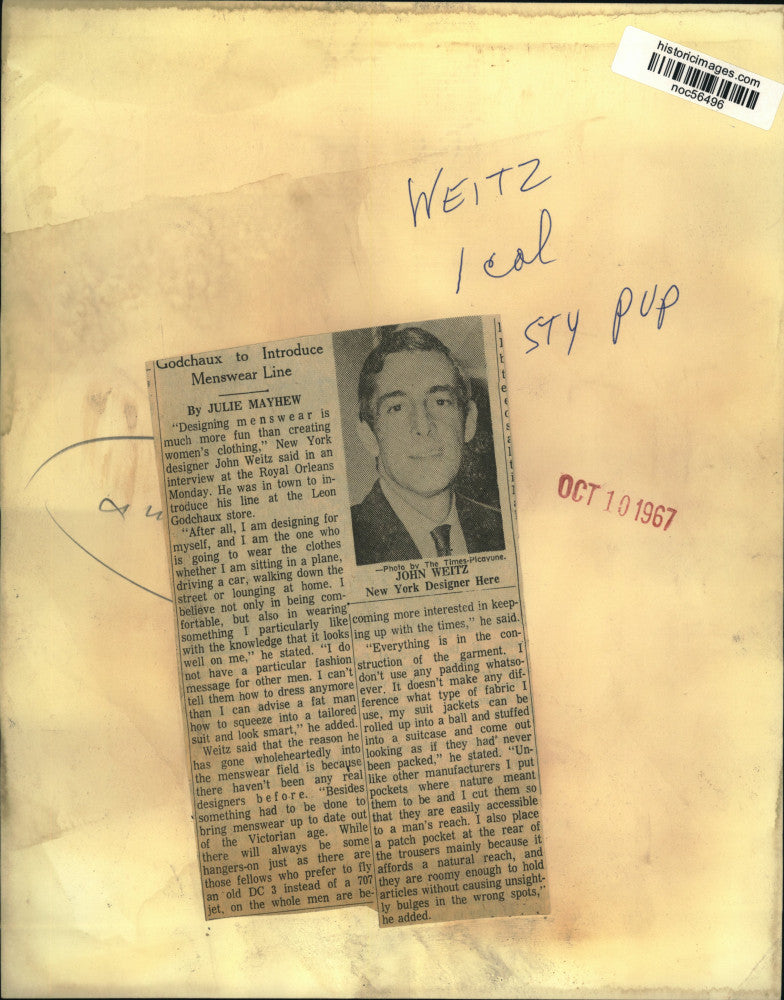 historicimages.com
noc56496
WEITZ
1 col
STY PUP
OCT 10 1967
Godchaux to Introduce
Menswear Line
By JULIE MAYHEW
"Designing menswear is
much more fun than creating
women's clothing," New York
designer John Weitz said in an
interview at the Royal Orleans
Monday. He was in town to in-
troduce his line at the Leon
Godchaux store.
"After all, I am designing for
myself, and I am the one who
is going to wear the clothes
whether I am sitting in a plane,
driving a car, walking down the
street or lounging at home. I
believe not only in being com-
fortable, but also in wearing
something I particularly like
with the knowledge that it looks
well on me," he stated. "I do
not have a particular fashion
message for other men. I can't
tell them how to dress anymore
than I can advise a fat man
how to squeeze into a tailored
suit and look smart," he added.
Weitz said that the reason he
has gone wholeheartedly into
the menswear field is because
there haven't been any real
designers before. "Besides
something had to be done to
bring menswear up to date out
of the Victorian age. While
there will always be some
hangers-on just as there are
those fellows who prefer to fly
an old DC 3 instead of a 707
jet, on the whole men are be-
—Photo by The Times-Picayune.
JOHN WEITZ
New York Designer Here
coming more interested in keep-
ing up with the times," he said.
"Everything is in the con-
struction of the garment. I
don't use any padding whatso-
ever. It doesn't make any dif-
ference what type of fabric I
use, my suit jackets can be
rolled up into a ball and stuffed
into a suitcase and come out
looking as if they had never
been packed," he stated. "Un-
like other manufacturers I put
pockets where nature meant
them to be and I cut them so
that they are easily accessible
to a man's reach. I also place
a patch pocket at the rear of
the trousers mainly because it
affords a natural reach, and
they are roomy enough to hold
articles without causing unsight-
ly bulges in the wrong spots,"
he added.